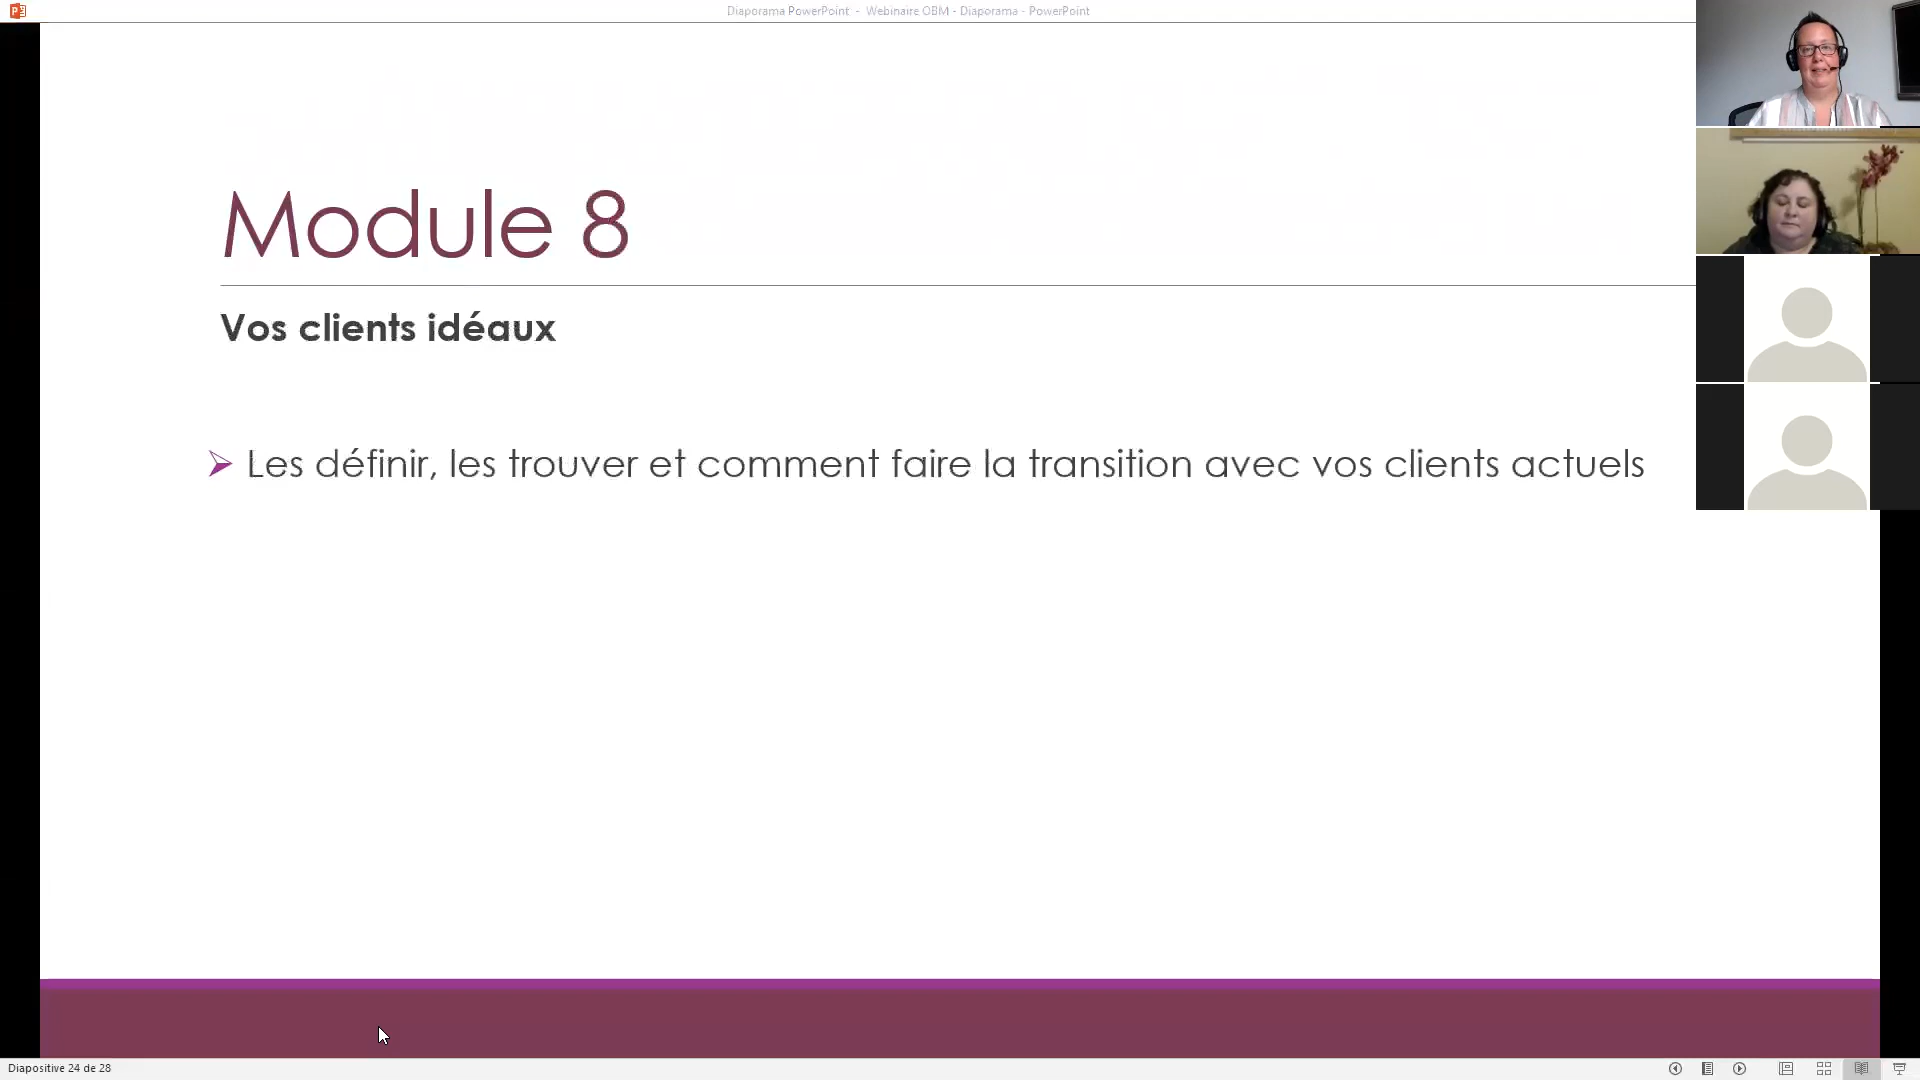 Diaporama PowerPoint - Webinaire OBM - Diaporama - PowerPoint
Module 8
Vos clients idéaux
Les définir, les trouver et comment faire la transition avec vos clients actuels
Diapositive 24 de 28